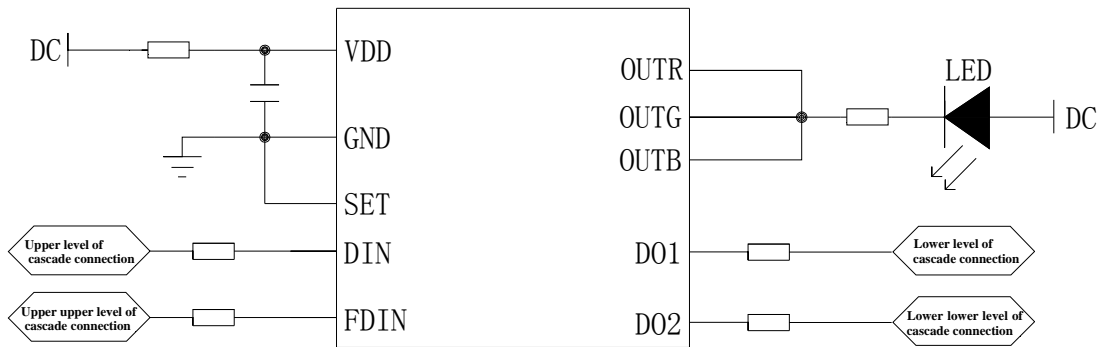 DC
VDD
GND
SET
Upper level of
cascade connection
DIN
Upper upper level of
cascade connection
FDIN
OUTR
OUTG
OUTB
LED
DC
DO1
Lower level of
cascade connection
DO2
Lower lower level of
cascade connection